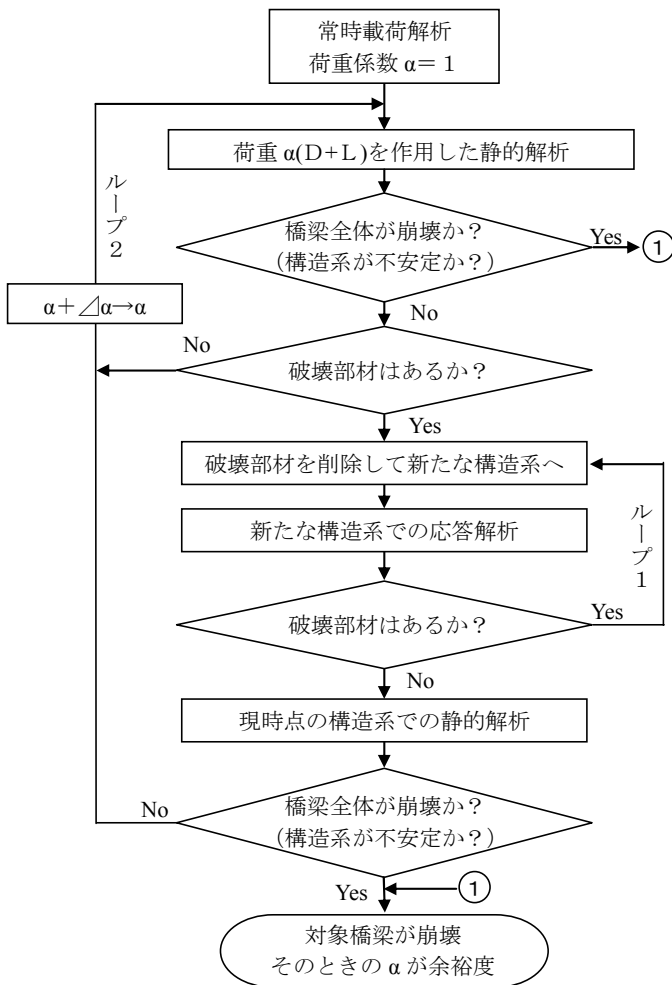 常時載荷解析
荷重係数 α＝１
荷重 α(D+L)を作用した静的解析
橋梁全体が崩壊か？
（構造系が不安定か？）
Yes
①
ループ２
α＋⊿α→α
No
No
破壊部材はあるか？
Yes
破壊部材を削除して新たな構造系へ
新たな構造系での応答解析
ループ１
破壊部材はあるか？
Yes
No
現時点の構造系での静的解析
No
橋梁全体が崩壊か？
（構造系が不安定か？）
Yes
①
対象橋梁が崩壊
そのときの α が余裕度